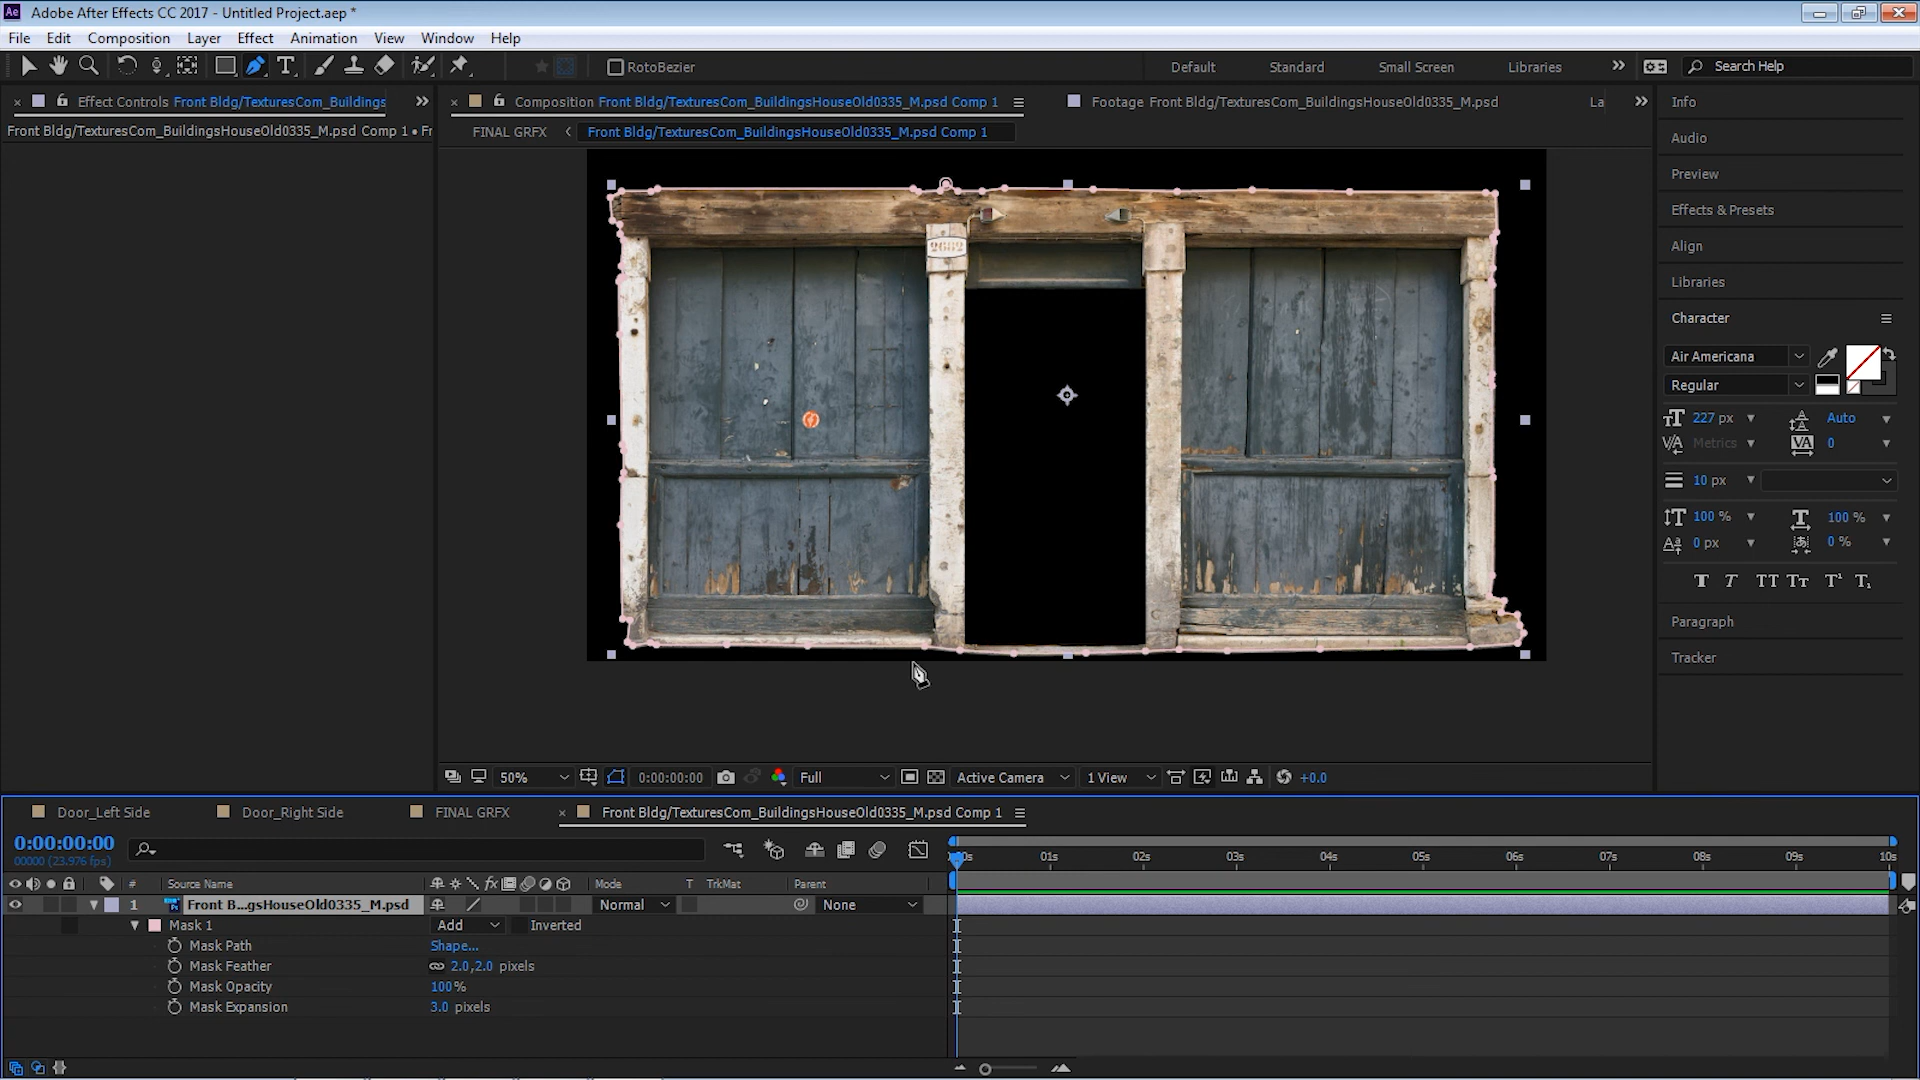 Adobe After Effects CC 2017 - Untitled Project.aep *
File Edit Composition Layer Effect Animation View Window Help
RotoBezier Default Standard Small Screen Libraries Search Help
Effect Controls Front Bldg/TexturesCom_Buildings Composition Front Bldg/TexturesCom_BuildingsHouseOld0335_M.psd Comp 1 Footage Front Bldg/TexturesCom_BuildingsHouseOld0335_M.psd La Info
Front Bldg/TexturesCom_BuildingsHouseOld0335_M.psd Comp 1 • Fr FINAL GRFX Front Bldg/TexturesCom_BuildingsHouseOld0335_M.psd Comp 1 Audio
Preview
Effects & Presets
Align
Libraries
Character
Air Americana
Regular
227 px Auto
Metrics 0
10 px
100 % 100 %
0 px 0 %
T T TT Tт T¹ T₁
Paragraph
Tracker
50% 0:00:00:00 Full Active Camera 1 View +0.0
Door_Left Side Door_Right Side FINAL GRFX Front Bldg/TexturesCom_BuildingsHouseOld0335_M.psd Comp 1
0:00:00:00
00000 (23.976 fps) 01s 02s 03s 04s 05s 06s 07s 08s 09s 10s
# Source Name fx Mode T TrkMat Parent
1 Front B...gsHouseOld0335_M.psd Normal None
Mask 1 Add Inverted
Mask Path Shape...
Mask Feather 2.0,2.0 pixels
Mask Opacity 100%
Mask Expansion 3.0 pixels